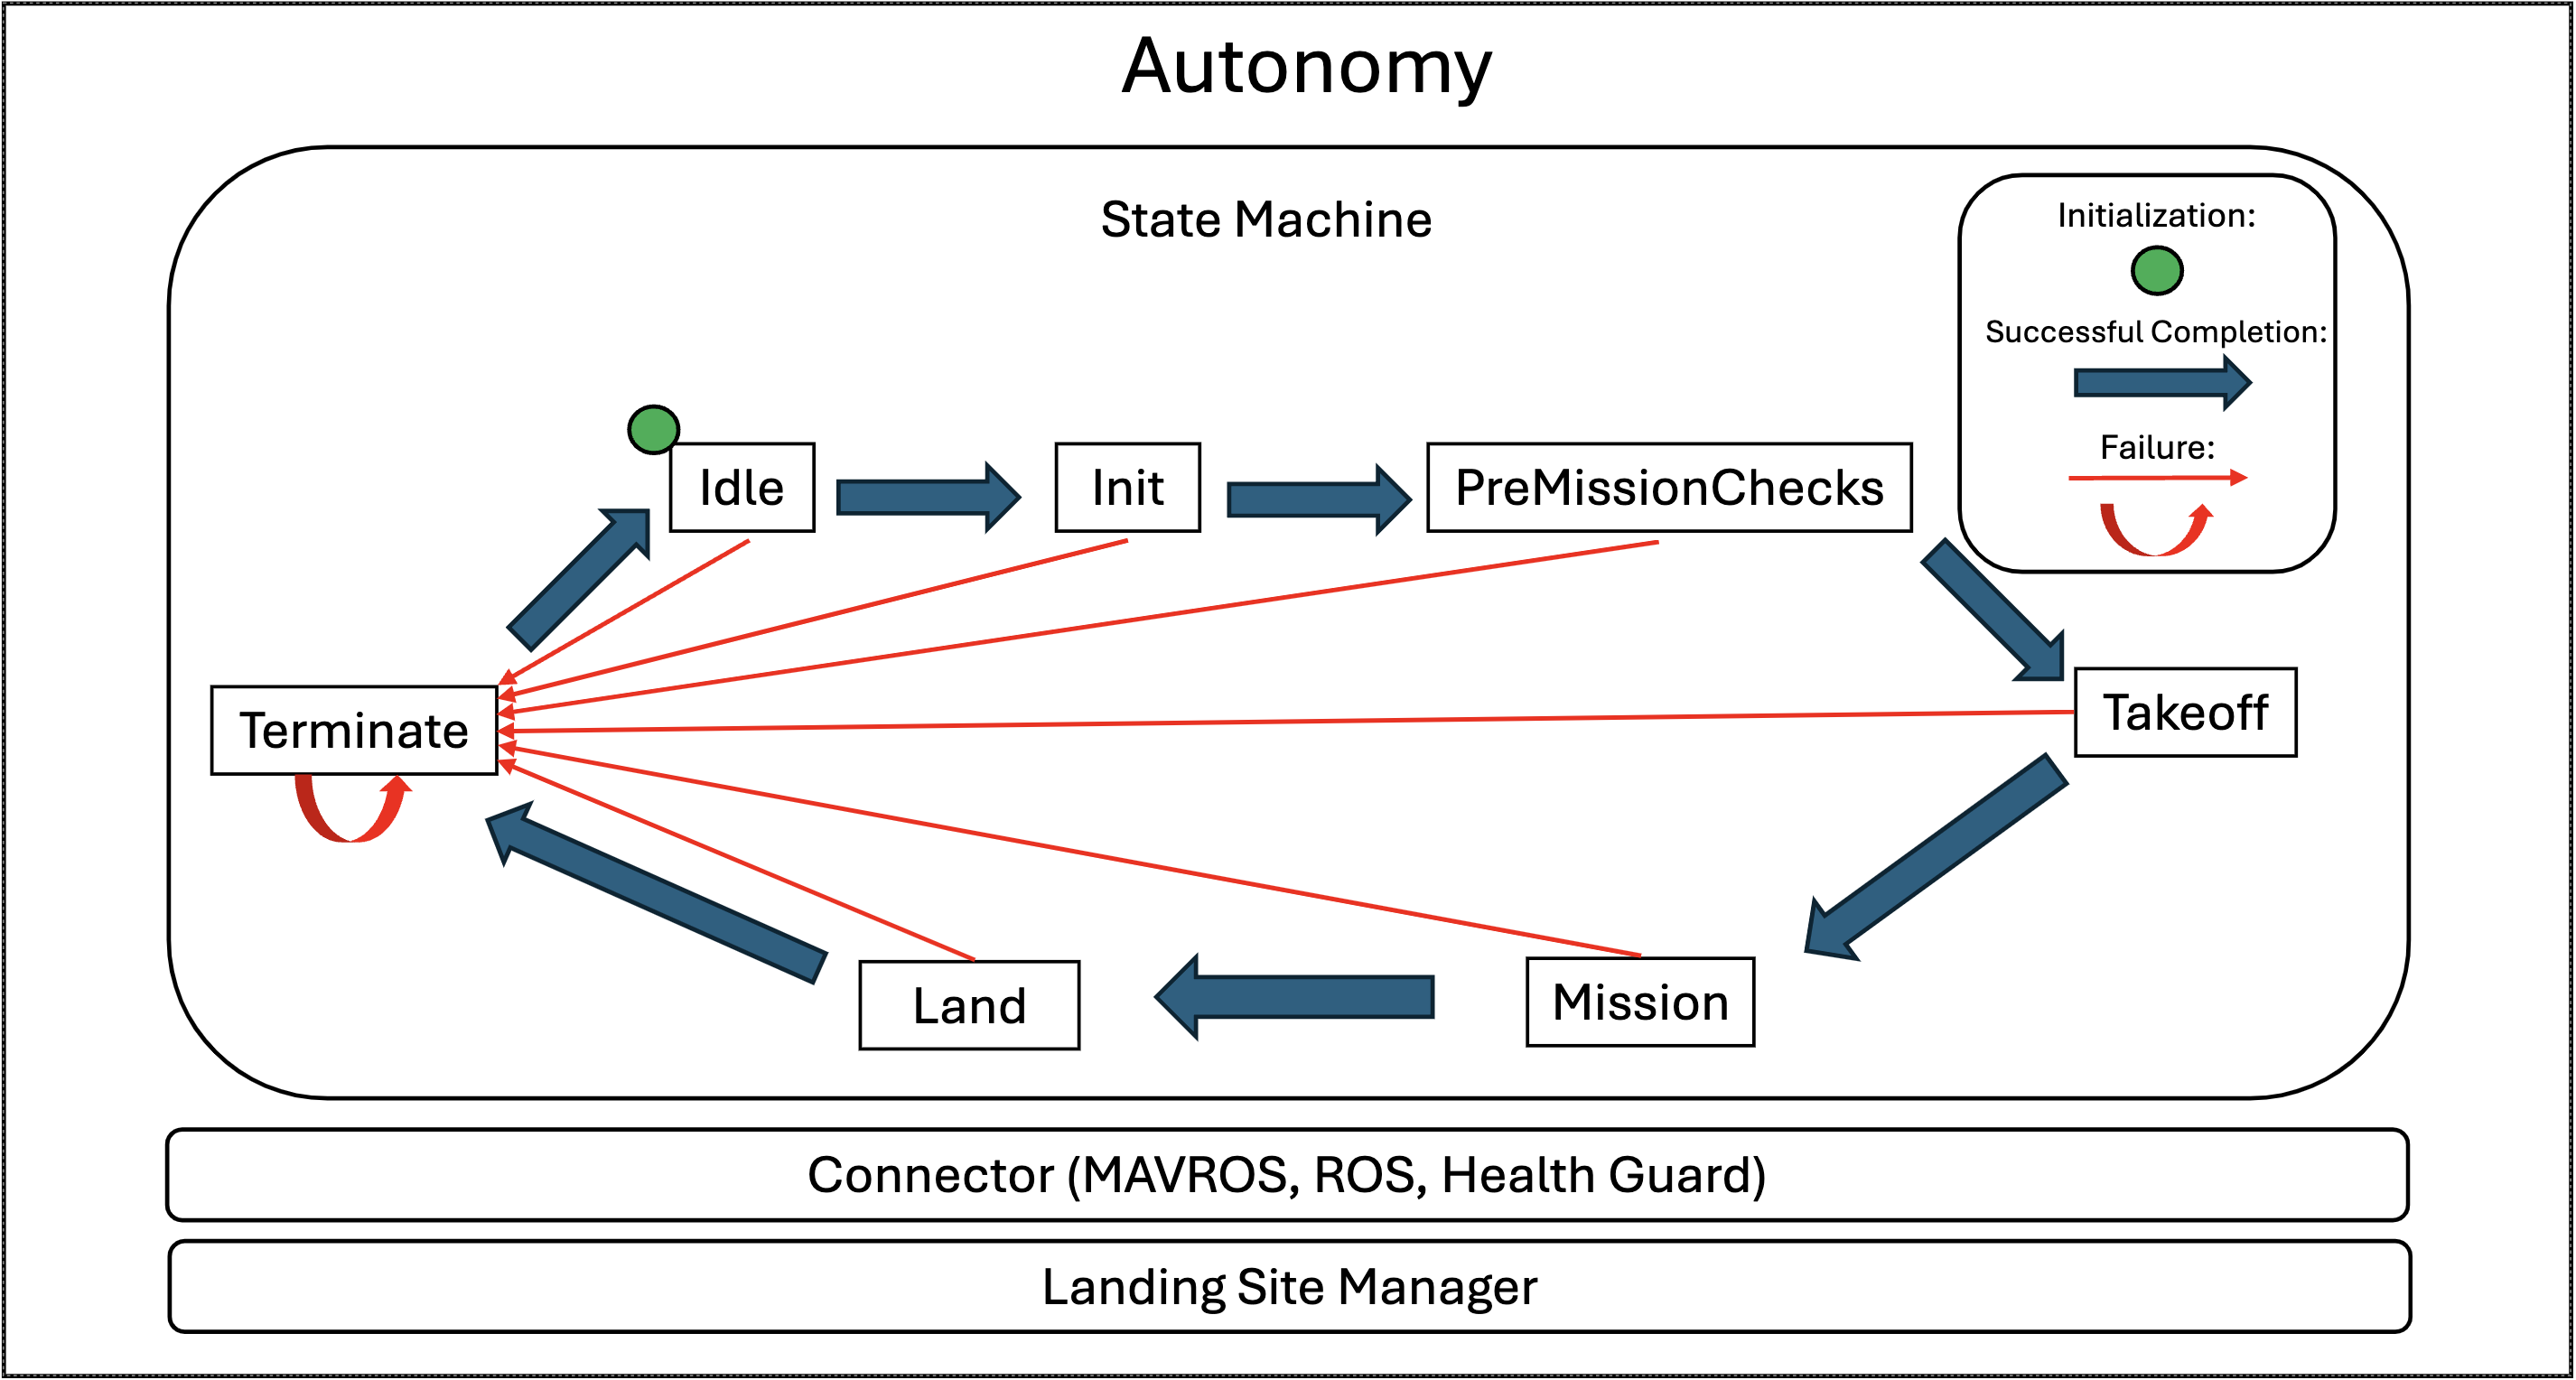 Autonomy
State Machine
Initialization:
Successful Completion:
Failure:
Idle
Init
PreMissionChecks
Terminate
Takeoff
Land
Mission
Connector (MAVROS, ROS, Health Guard)
Landing Site Manager